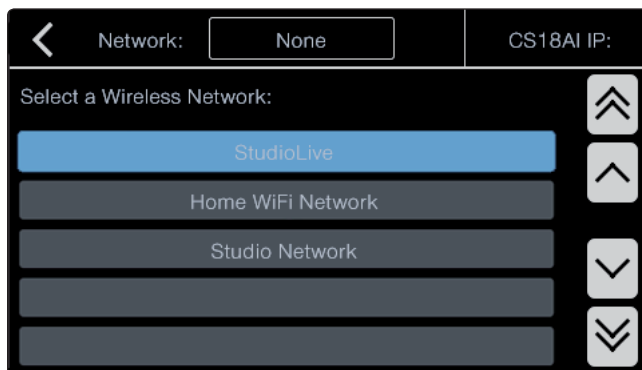 Network: None CS18AI IP:
Select a Wireless Network:
StudioLive
Home WiFi Network
Studio Network